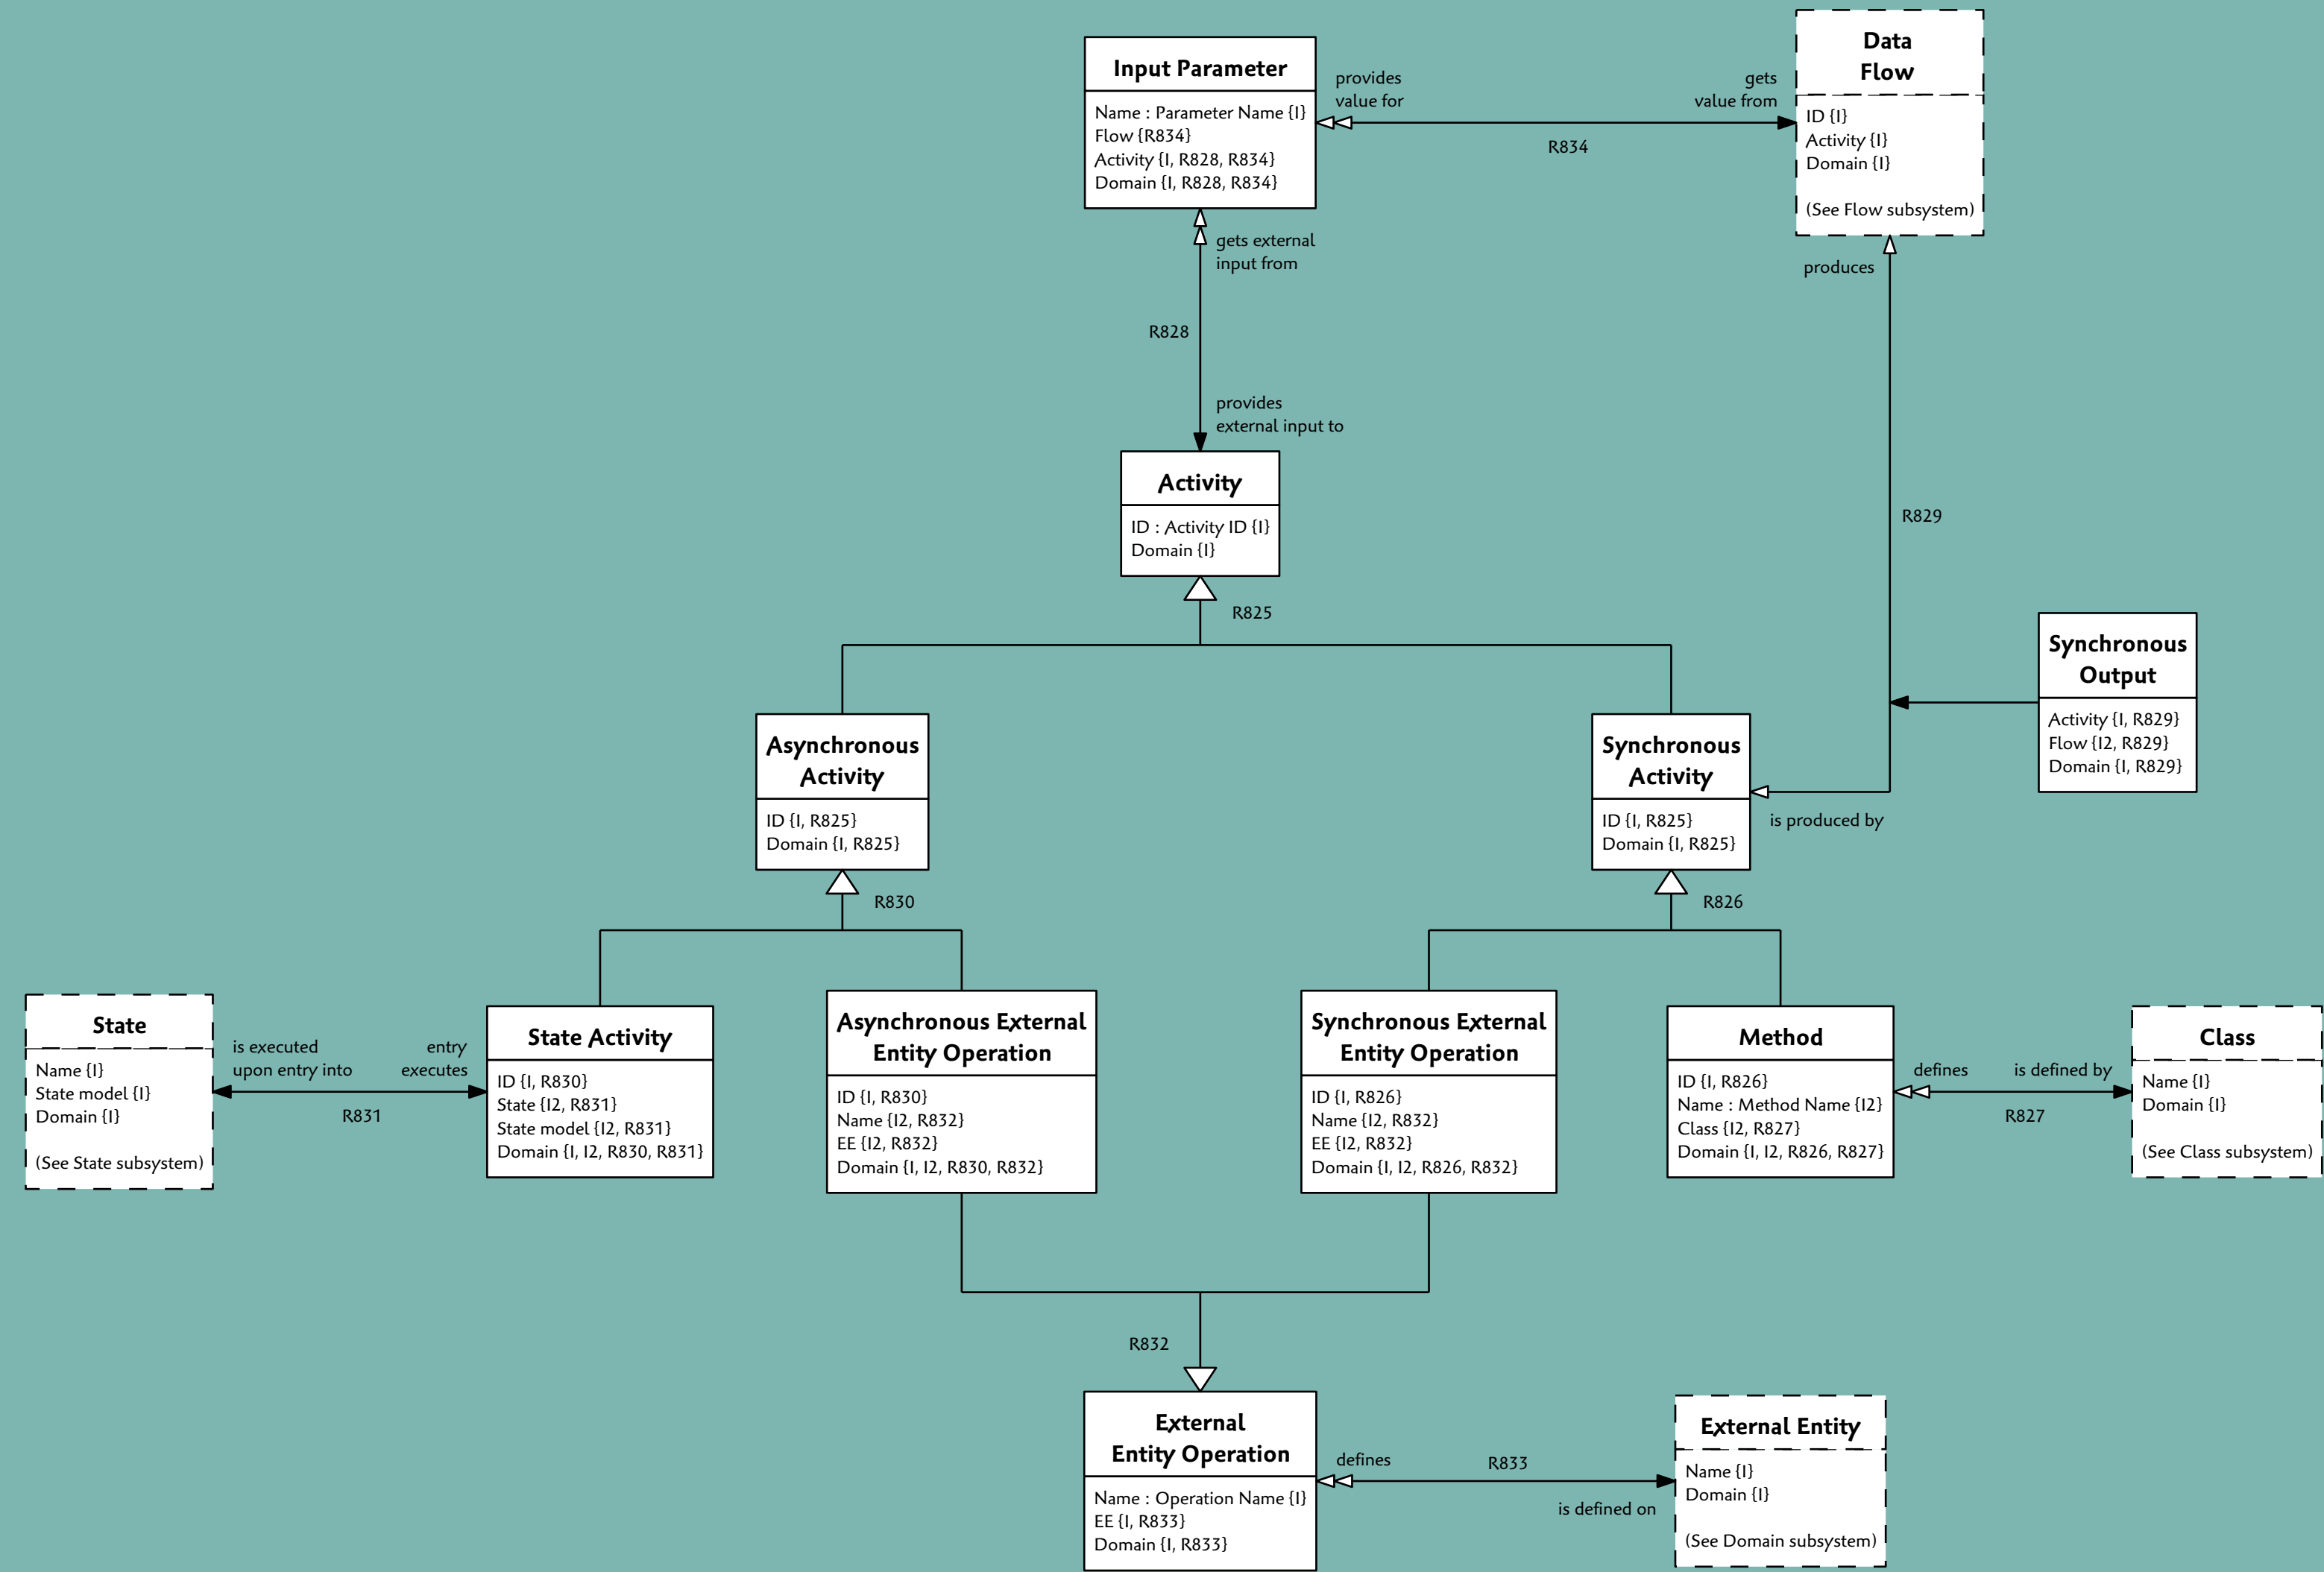 Input Parameter
Name : Parameter Name {I}
Flow {R834}
Activity {I, R828, R834}
Domain {I, R828, R834}
provides
value for
R834
gets
value from
Data
Flow
ID {I}
Activity {I}
Domain {I}
(See Flow subsystem)
gets external
input from
R828
provides
external input to
produces
R829
is produced by
Activity
ID : Activity ID {I}
Domain {I}
R825
Synchronous
Output
Activity {I, R829}
Flow {I2, R829}
Domain {I, R829}
Asynchronous
Activity
ID {I, R825}
Domain {I, R825}
R830
Synchronous
Activity
ID {I, R825}
Domain {I, R825}
R826
State
Name {I}
State model {I}
Domain {I}
(See State subsystem)
is executed
upon entry into
R831
entry
executes
State Activity
ID {I, R830}
State {I2, R831}
State model {I2, R831}
Domain {I, I2, R830, R831}
Asynchronous External
Entity Operation
ID {I, R830}
Name {I2, R832}
EE {I2, R832}
Domain {I, I2, R830, R832}
Synchronous External
Entity Operation
ID {I, R826}
Name {I2, R832}
EE {I2, R832}
Domain {I, I2, R826, R832}
Method
ID {I, R826}
Name : Method Name {I2}
Class {I2, R827}
Domain {I, I2, R826, R827}
defines
is defined by
R827
Class
Name {I}
Domain {I}
(See Class subsystem)
R832
External
Entity Operation
Name : Operation Name {I}
EE {I, R833}
Domain {I, R833}
defines
R833
is defined on
External Entity
Name {I}
Domain {I}
(See Domain subsystem)